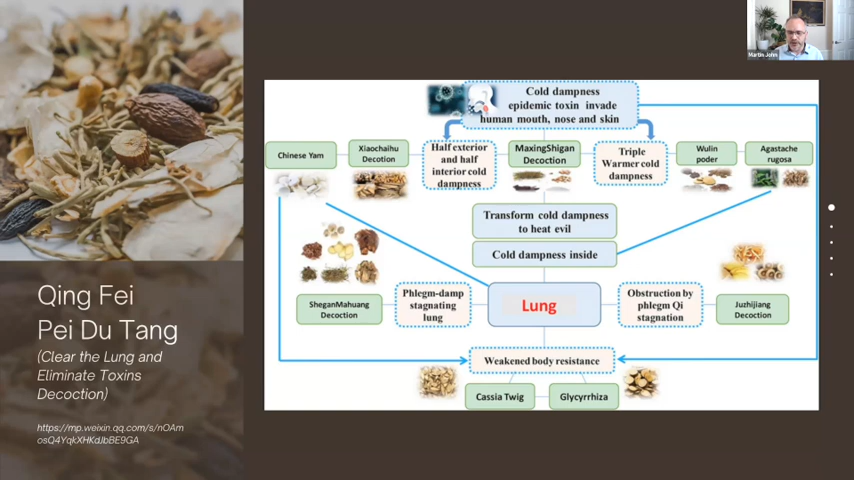 Martin John
Cold dampness
epidemic toxin invade
human mouth, nose and skin
Chinese Yam
Xiaochaihu
Decotion
Half exterior
and half
interior cold
dampness
MaxingShigan
Decoction
Triple
Warmer cold
dampness
Wulin
poder
Agastache
rugosa
Transform cold dampness
to heat evil
Cold dampness inside
SheganMahuang
Decoction
Phlegm-damp
stagnating
lung
Lung
Obstruction by
phlegm Qi
stagnation
Juzhijiang
Decoction
Weakened body resistance
Cassia Twig
Glycyrrhiza
Qing Fei
Pei Du Tang
(Clear the Lung and
Eliminate Toxins
Decoction)
https://mp.weixin.qq.com/s/nOAm
osQ4YqkXHKdJbBE9GA